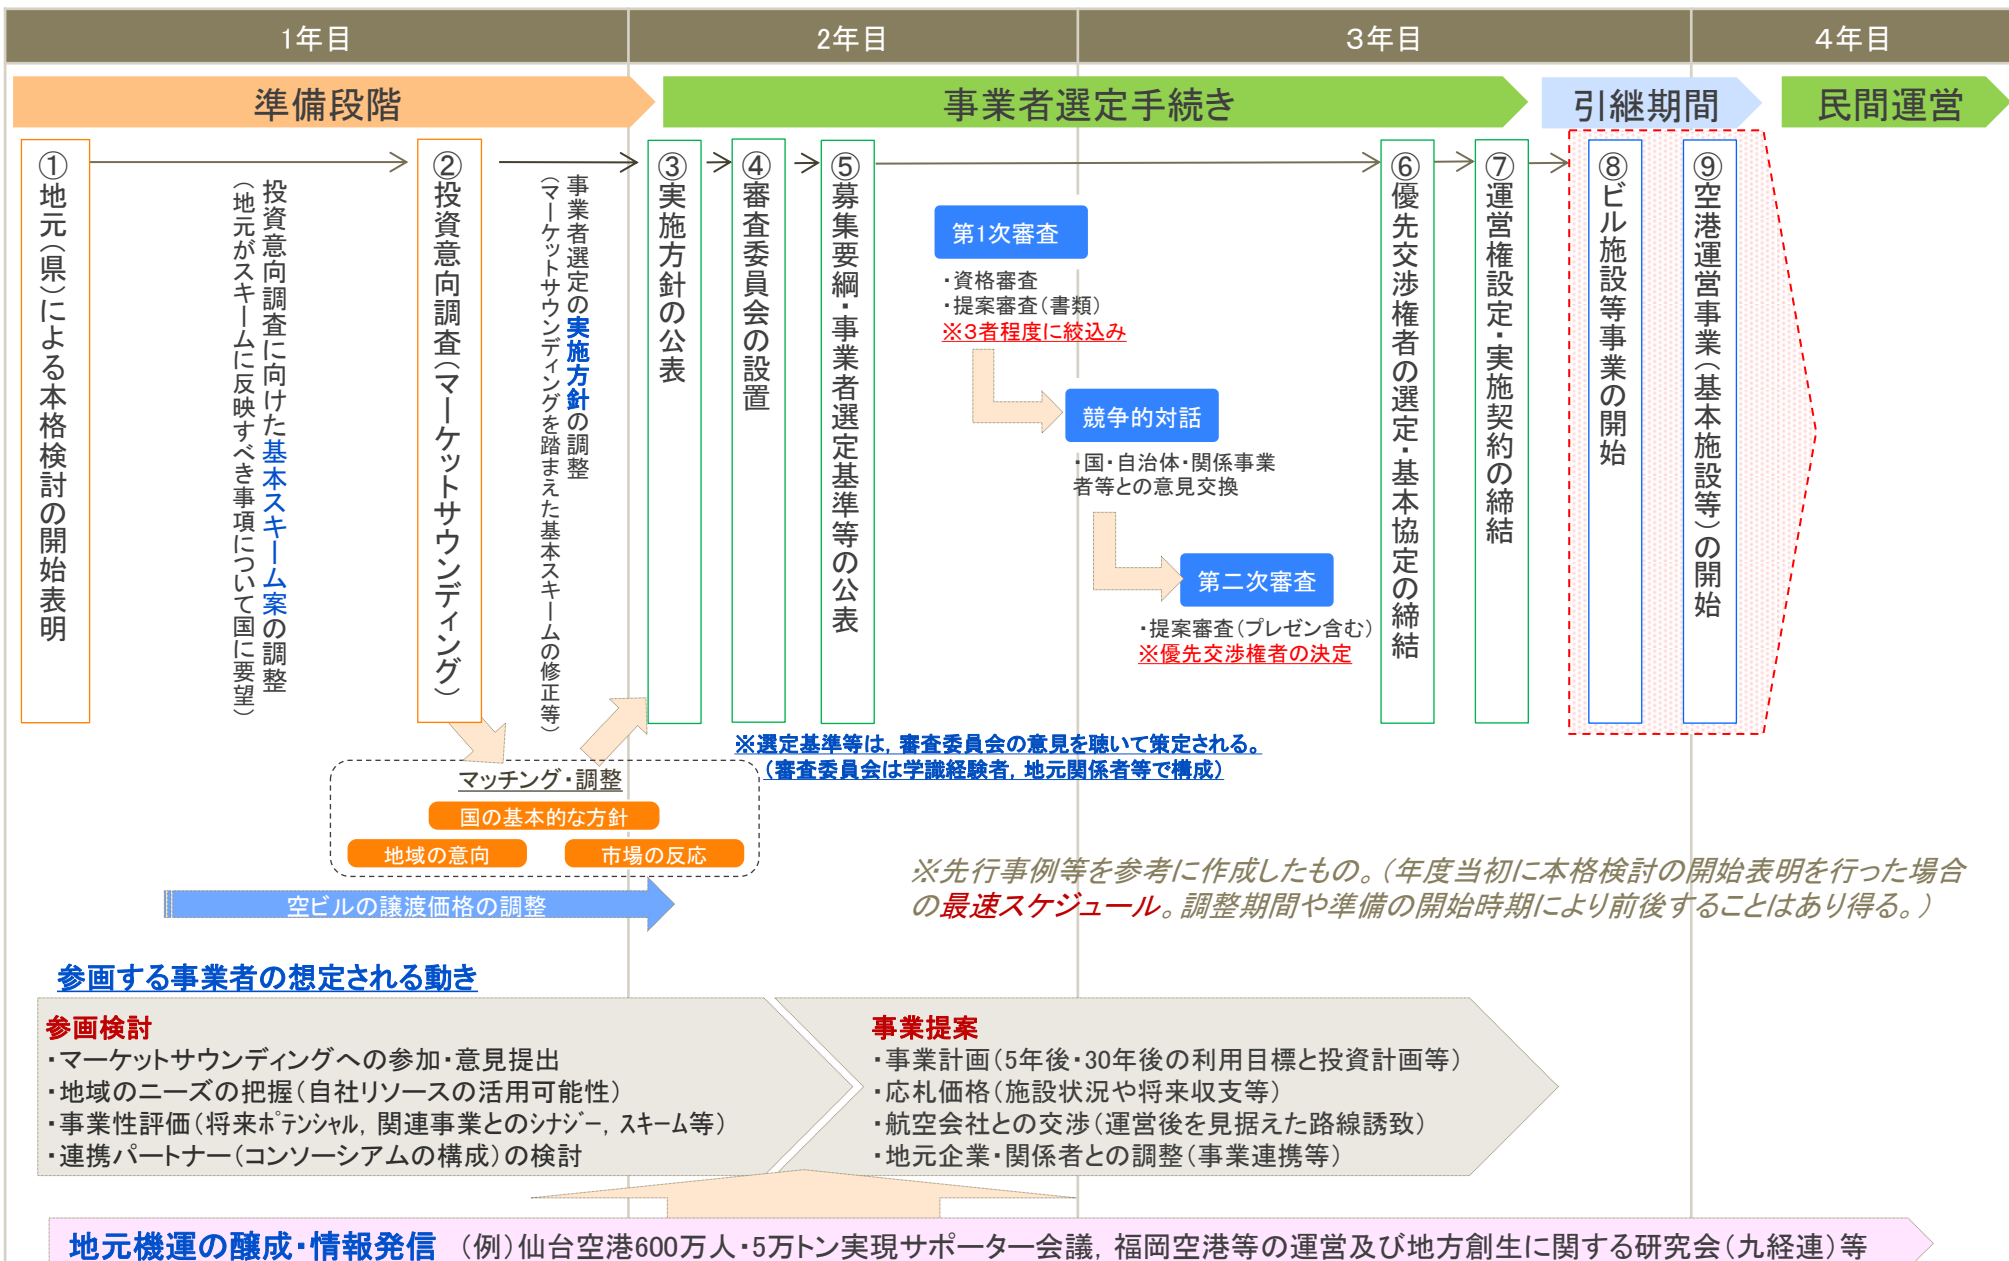 1年目
2年目
3年目
4年目
準備段階
事業者選定手続き
引継期間
民間運営
①地元（県）による本格検討の開始表明
投資意向調査に向けた基本スキーム案の調整
（地元がスキームに反映すべき事項について国に要望）
②投資意向調査（マーケットサウンディング）
事業者選定の実施方針の調整
（マーケットサウンディングを踏まえた基本スキームの修正等）
③実施方針の公表
④審査委員会の設置
⑤募集要綱・事業者選定基準等の公表
第1次審査
・資格審査
・提案審査（書類）
※3者程度に絞込み
競争的対話
・国・自治体・関係事業
者等との意見交換
第二次審査
・提案審査（プレゼン含む）
※優先交渉権者の決定
⑥優先交渉権者の選定・基本協定の締結
⑦運営権設定・実施契約の締結
⑧ビル施設等事業の開始
⑨空港運営事業（基本施設等）の開始
※選定基準等は，審査委員会の意見を聴いて策定される。
（審査委員会は学識経験者，地元関係者等で構成）
マッチング・調整
国の基本的な方針
地域の意向
市場の反応
空ビルの譲渡価格の調整
※先行事例等を参考に作成したもの。（年度当初に本格検討の開始表明を行った場合
の最速スケジュール。調整期間や準備の開始時期により前後することはあり得る。）
参画する事業者の想定される動き
参画検討
・マーケットサウンディングへの参加・意見提出
・地域のニーズの把握（自社リソースの活用可能性）
・事業性評価（将来ﾎﾟﾃﾝｼｬﾙ，関連事業とのｼﾅｼﾞｰ，ｽｷｰﾑ等）
・連携パートナー（コンソーシアムの構成）の検討
事業提案
・事業計画（5年後・30年後の利用目標と投資計画等）
・応札価格（施設状況や将来収支等）
・航空会社との交渉（運営後を見据えた路線誘致）
・地元企業・関係者との調整（事業連携等）
地元機運の醸成・情報発信 （例）仙台空港600万人・5万トン実現サポーター会議，福岡空港等の運営及び地方創生に関する研究会（九経連）等